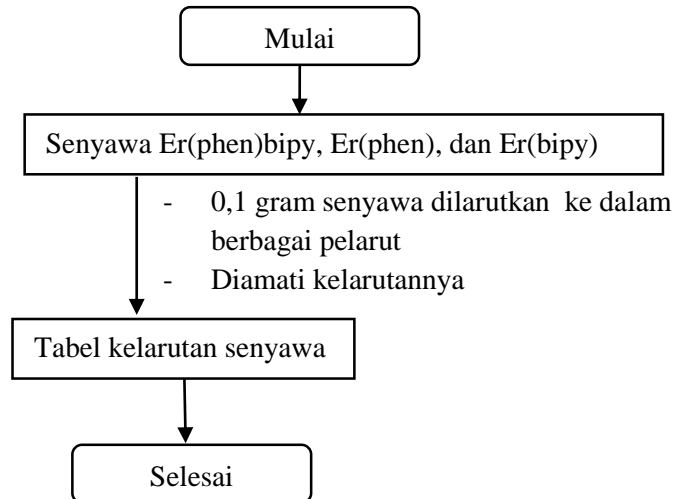 Mulai
Senyawa Er(phen)bipy, Er(phen), dan Er(bipy)
- 0,1 gram senyawa dilarutkan ke dalam
berbagai pelarut
- Diamati kelarutannya
Tabel kelarutan senyawa
Selesai